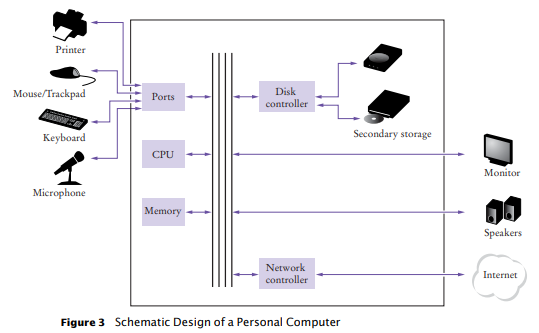 Printer
Mouse/Trackpad
Keyboard
Microphone
Ports
CPU
Memory
Disk
controller
Secondary storage
Monitor
Speakers
Network
controller
Internet
Figure 3 Schematic Design of a Personal Computer